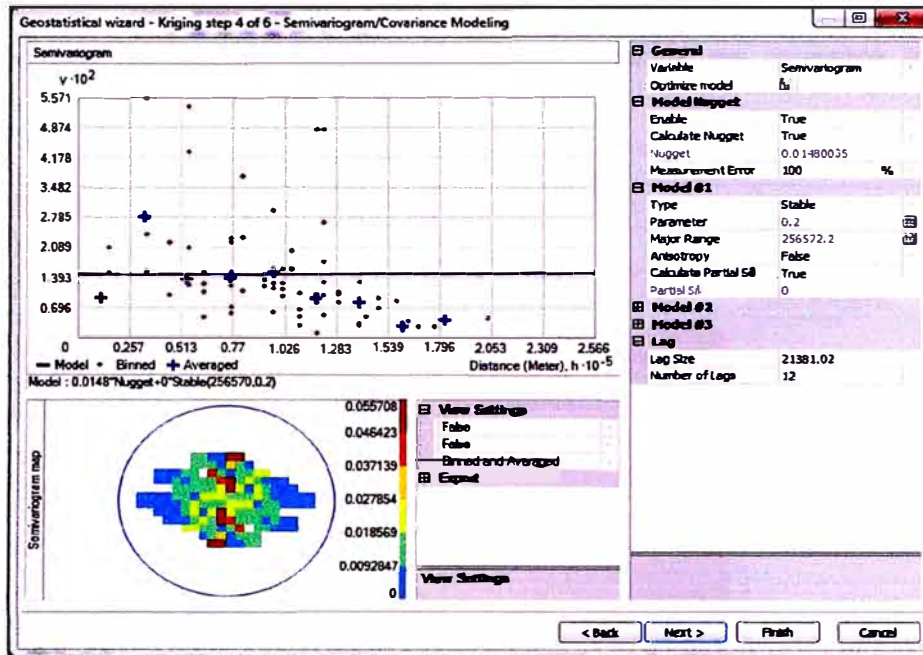 Geostatistical wizard - Kriging step 4 of 6 - Semivariogram/Covariance Modeling
Semivariogram
γ·10²
5.571
4.874
4.178
3.482
2.785
2.089
1.393
0.696
0 0.257 0.513 0.77 1.026 1.283 1.539 1.796 2.053 2.309 2.566
Model Binned Averaged
Distance (Meter), h·10-5
Model : 0.0148*Nugget+0*Stable(256570,0.2)
Semivariogram map
0.055708
0.046423
0.037139
0.027854
0.018569
0.0092847
0
View Settings
False
False
Binned and Averaged
Export
View Settings
General
Variable Semivariogram
Optimize model
Model Nugget
Enable True
Calculate Nugget True
Nugget 0.01480035
Measurement Error 100 %
Model #1
Type Stable
Parameter 0.2
Major Range 256572.2
Anisotropy False
Calculate Partial Sill True
Partial Sill 0
Model #2
Model #3
Lag
Lag Size 21381.02
Number of Lags 12
< Back Next > Finish Cancel